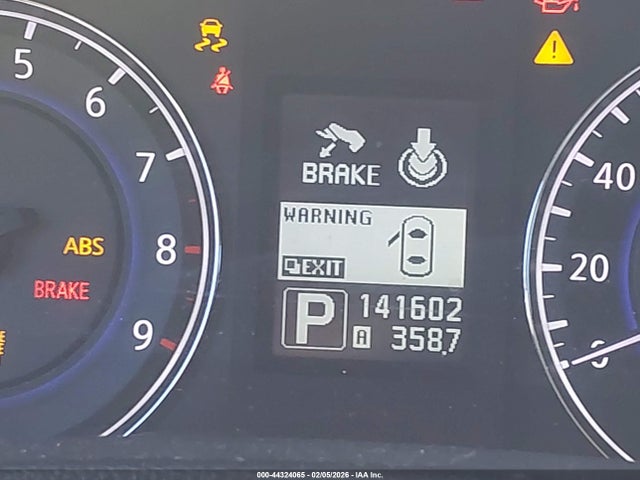 5
6
7
8
9
ABS
BRAKE
BRAKE
WARNING
EXIT
P 141602
A 358.7
40
20
0
000-44324065 - 02/05/2026 - IAA Inc.